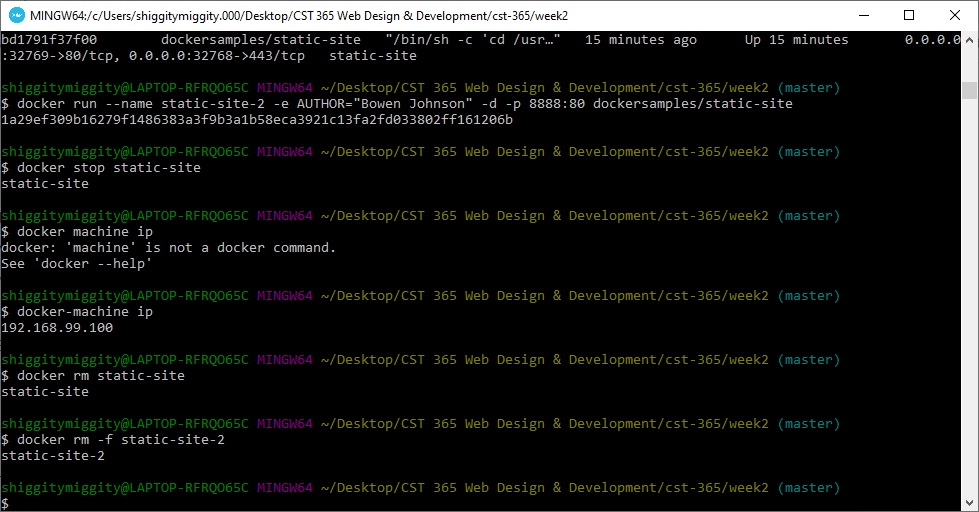 MINGW64:/c/Users/shiggitymiggity.000/Desktop/CST 365 Web Design & Development/cst-365/week2
bd1791f37f00        dockersamples/static-site   "/bin/sh -c 'cd /usr…"   15 minutes ago      Up 15 minutes       0.0.0.0
:32769->80/tcp, 0.0.0.0:32768->443/tcp   static-site
shiggitymiggity@LAPTOP-RFRQO65C MINGW64 ~/Desktop/CST 365 Web Design & Development/cst-365/week2 (master)
$ docker run --name static-site-2 -e AUTHOR="Bowen Johnson" -d -p 8888:80 dockersamples/static-site
1a29ef309b16279f1486383a3f9b3a1b58eca3921c13fa2fd033802ff161206b
shiggitymiggity@LAPTOP-RFRQO65C MINGW64 ~/Desktop/CST 365 Web Design & Development/cst-365/week2 (master)
$ docker stop static-site
static-site
shiggitymiggity@LAPTOP-RFRQO65C MINGW64 ~/Desktop/CST 365 Web Design & Development/cst-365/week2 (master)
$ docker machine ip
docker: 'machine' is not a docker command.
See 'docker --help'
shiggitymiggity@LAPTOP-RFRQO65C MINGW64 ~/Desktop/CST 365 Web Design & Development/cst-365/week2 (master)
$ docker-machine ip
192.168.99.100
shiggitymiggity@LAPTOP-RFRQO65C MINGW64 ~/Desktop/CST 365 Web Design & Development/cst-365/week2 (master)
$ docker rm static-site
static-site
shiggitymiggity@LAPTOP-RFRQO65C MINGW64 ~/Desktop/CST 365 Web Design & Development/cst-365/week2 (master)
$ docker rm -f static-site-2
static-site-2
shiggitymiggity@LAPTOP-RFRQO65C MINGW64 ~/Desktop/CST 365 Web Design & Development/cst-365/week2 (master)
$